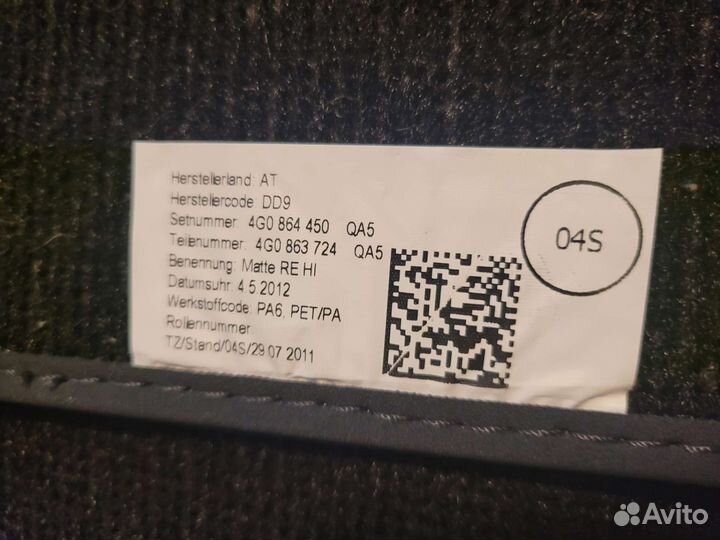 Herstellerland: AT
Herstellercode: DD9
Setnummer: 4G0 864 450 QA5
Teilenummer: 4G0 863 724 QA5
Benennung: Matte RE HI
Datumsuhr: 4.5.2012
Werkstoffcode: PA6, PET/PA
Rollennummer
TZ/Stand/04S/29.07.2011
04S
Avito